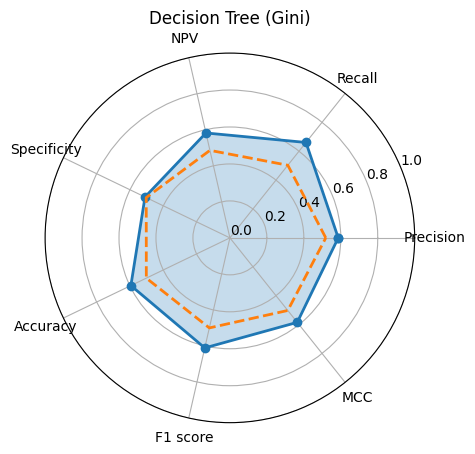 Decision Tree (Gini)
NPV
Recall
Specificity
1.0
0.8
0.6
0.4
0.2
0.0
Precision
Accuracy
MCC
F1 score